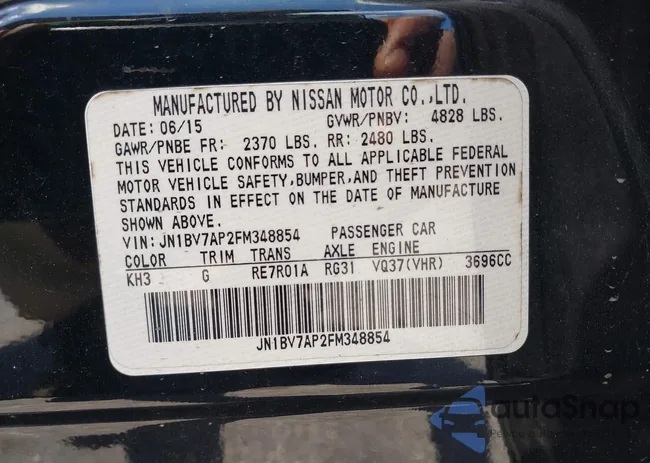 MANUFACTURED BY NISSAN MOTOR CO.,LTD.
DATE: 06/15 GVWR/PNBV: 4828 LBS.
GAWR/PNBE FR: 2370 LBS. RR: 2480 LBS.
THIS VEHICLE CONFORMS TO ALL APPLICABLE FEDERAL
MOTOR VEHICLE SAFETY,BUMPER,AND THEFT PREVENTION
STANDARDS IN EFFECT ON THE DATE OF MANUFACTURE
SHOWN ABOVE.
VIN: JN1BV7AP2FM348854 PASSENGER CAR
COLOR TRIM TRANS AXLE ENGINE
KH3 G RE7R01A RG31 VQ37(VHR) 3696CC
JN1BV7AP2FM348854
autoSnap